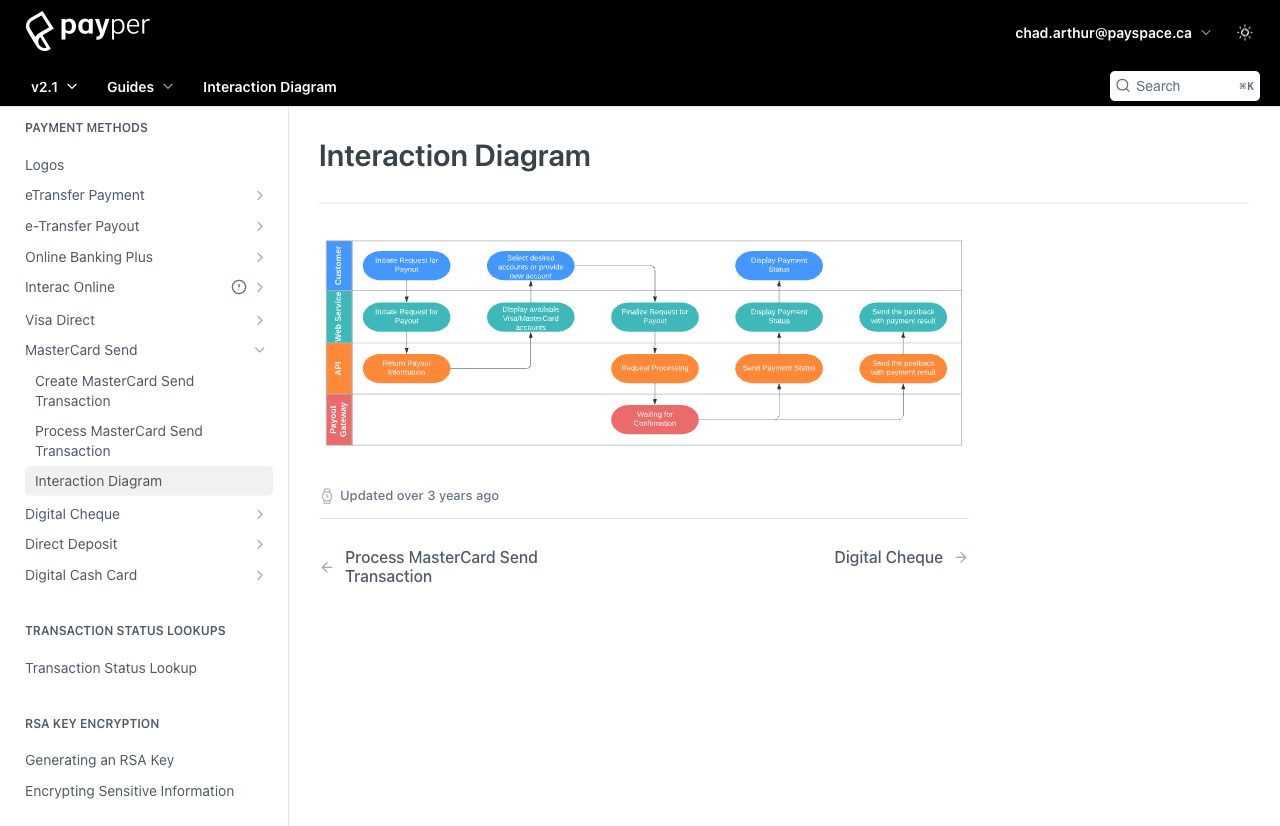 payper
chad.arthur@payspace.ca
v2.1
Guides
Interaction Diagram
Search
⌘K
PAYMENT METHODS
Logos
eTransfer Payment
e-Transfer Payout
Online Banking Plus
Interac Online
Visa Direct
MasterCard Send
Create MasterCard Send
Transaction
Process MasterCard Send
Transaction
Interaction Diagram
Digital Cheque
Direct Deposit
Digital Cash Card
TRANSACTION STATUS LOOKUPS
Transaction Status Lookup
RSA KEY ENCRYPTION
Generating an RSA Key
Encrypting Sensitive Information
Interaction Diagram
Customer
Initiate Request for
Payout
Select desired
accounts or provide
new account
Display Payment
Status
Web Service
Initiate Request for
Payout
Display available
Visa/MasterCard
accounts
Finalize Request for
Payout
Display Payment
Status
Send the postback
with payment result
API
Return Payout
Information
Request Processing
Send Payment Status
Send the postback
with payment result
Payout
Gateway
Waiting for
Confirmation
Updated over 3 years ago
Process MasterCard Send
Transaction
Digital Cheque